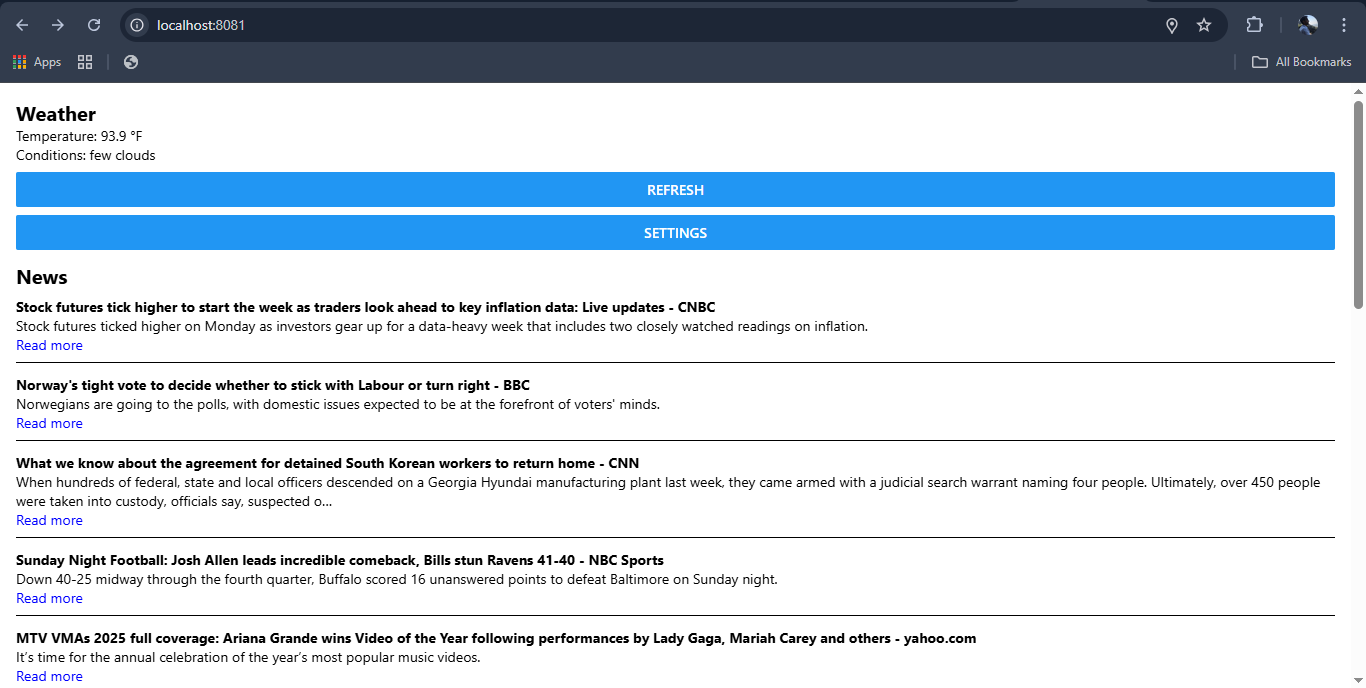 localhost:8081
Apps
All Bookmarks
Weather
Temperature: 93.9 °F
Conditions: few clouds
REFRESH
SETTINGS
News
Stock futures tick higher to start the week as traders look ahead to key inflation data: Live updates - CNBC
Stock futures ticked higher on Monday as investors gear up for a data-heavy week that includes two closely watched readings on inflation.
Read more
Norway's tight vote to decide whether to stick with Labour or turn right - BBC
Norwegians are going to the polls, with domestic issues expected to be at the forefront of voters' minds.
Read more
What we know about the agreement for detained South Korean workers to return home - CNN
When hundreds of federal, state and local officers descended on a Georgia Hyundai manufacturing plant last week, they came armed with a judicial search warrant naming four people. Ultimately, over 450 people
were taken into custody, officials say, suspected o…
Read more
Sunday Night Football: Josh Allen leads incredible comeback, Bills stun Ravens 41-40 - NBC Sports
Down 40-25 midway through the fourth quarter, Buffalo scored 16 unanswered points to defeat Baltimore on Sunday night.
Read more
MTV VMAs 2025 full coverage: Ariana Grande wins Video of the Year following performances by Lady Gaga, Mariah Carey and others - yahoo.com
It’s time for the annual celebration of the year’s most popular music videos.
Read more